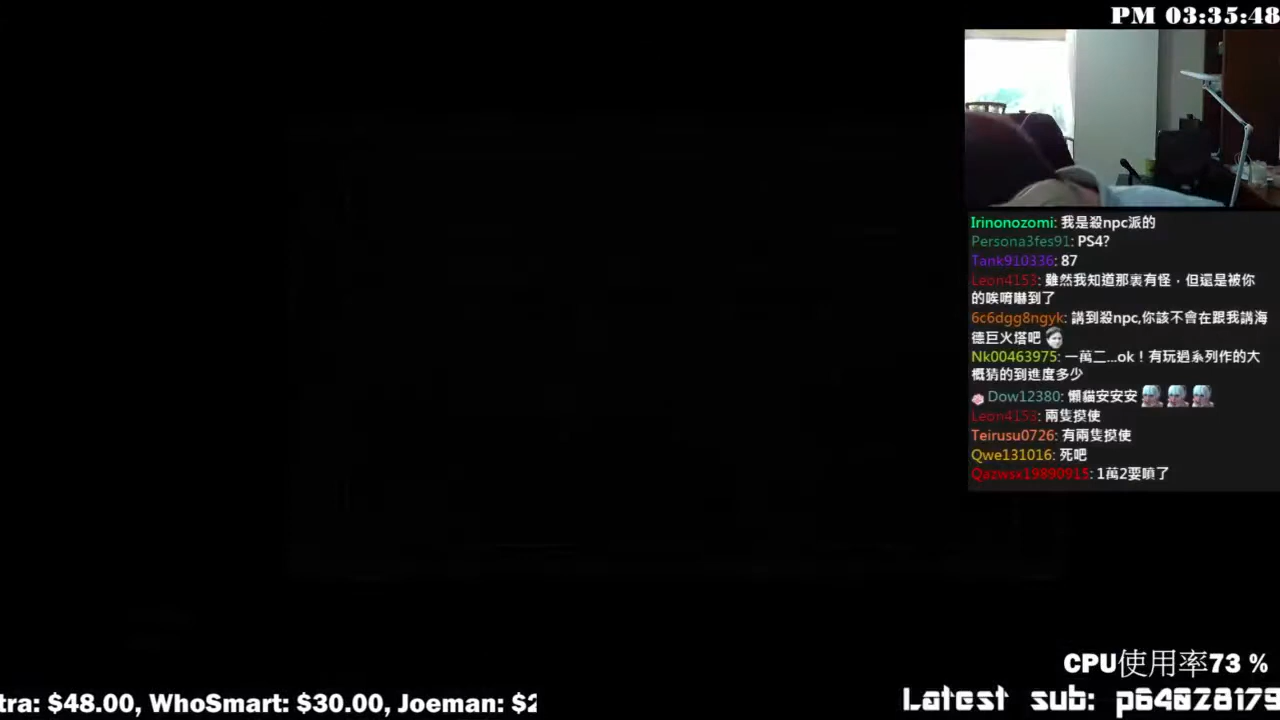 PM 03:35:48
Irinonozomi: 我是殺npc派的
Persona3fes91: PS4?
Tank910336: 87
Leon4153: 雖然我知道那裏有怪，但還是被你
的唉唷嚇到了
6c6dgg8ngyk: 講到殺npc,你該不會在跟我講海
德巨火塔吧
Nk00463975: 一萬二...ok！有玩過系列作的大
概猜的到進度多少
Dow12380: 懶貓安安安
Leon4153: 兩隻摸使
Teirusu0726: 有兩隻摸使
Qwe131016: 死吧
Qazwsx19890915: 1萬2要噴了
CPU使用率73 %
tra: $48.00, WhoSmart: $30.00, Joeman: $2
Latest sub: p64028179